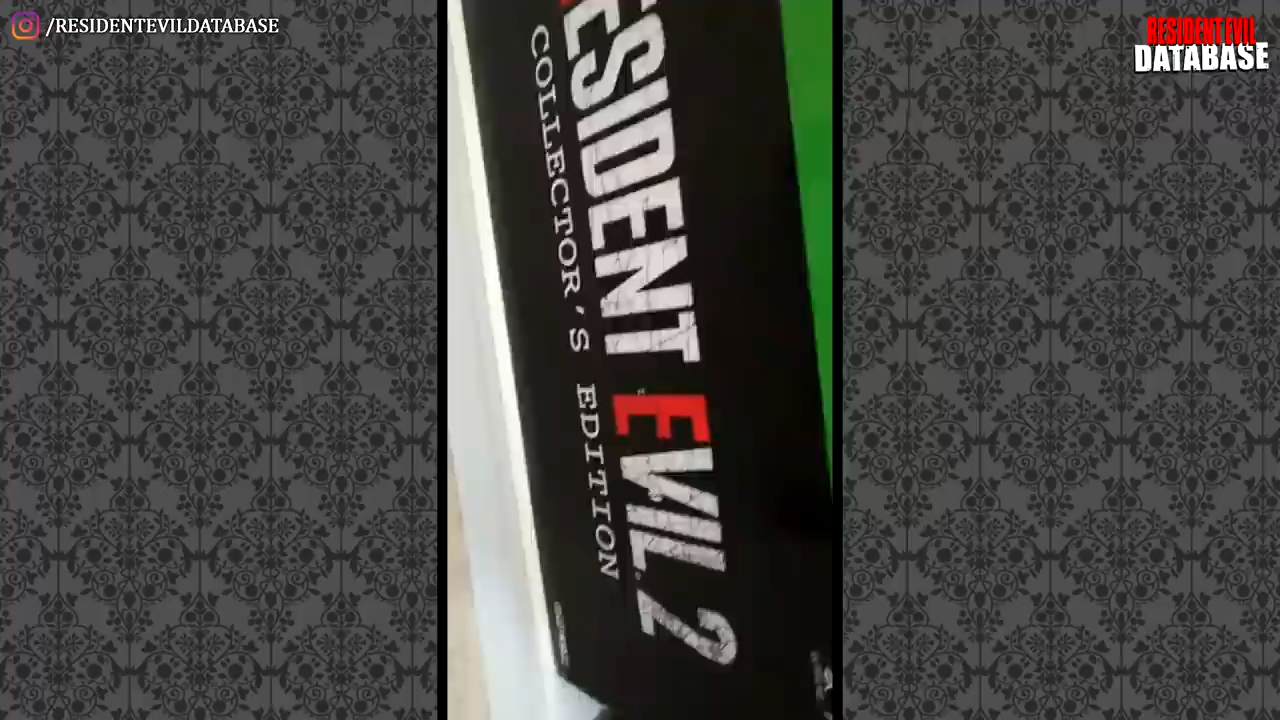 /RESIDENTEVILDATABASE
RESIDENT EVIL
DATABASE
ESIDENT EVIL 2
COLLECTOR'S EDITION